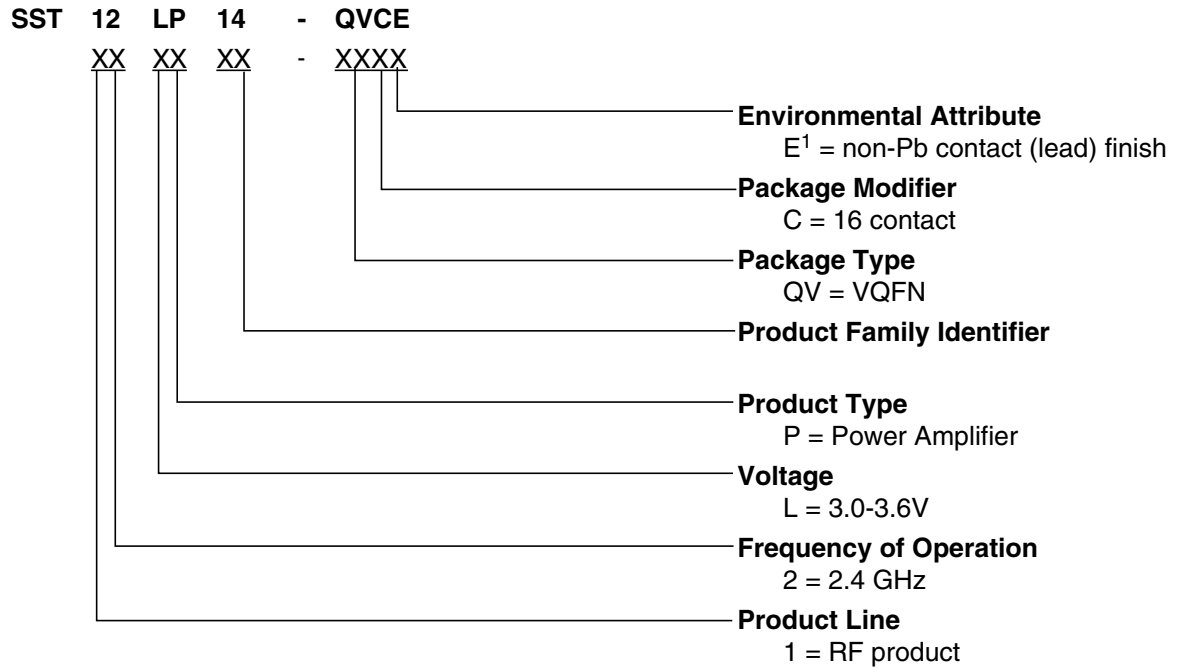 SST 12 LP 14 - QVCE
XX XX XX - XXXX
Environmental Attribute
E1 = non-Pb contact (lead) finish
Package Modifier
C = 16 contact
Package Type
QV = VQFN
Product Family Identifier
Product Type
P = Power Amplifier
Voltage
L = 3.0-3.6V
Frequency of Operation
2 = 2.4 GHz
Product Line
1 = RF product